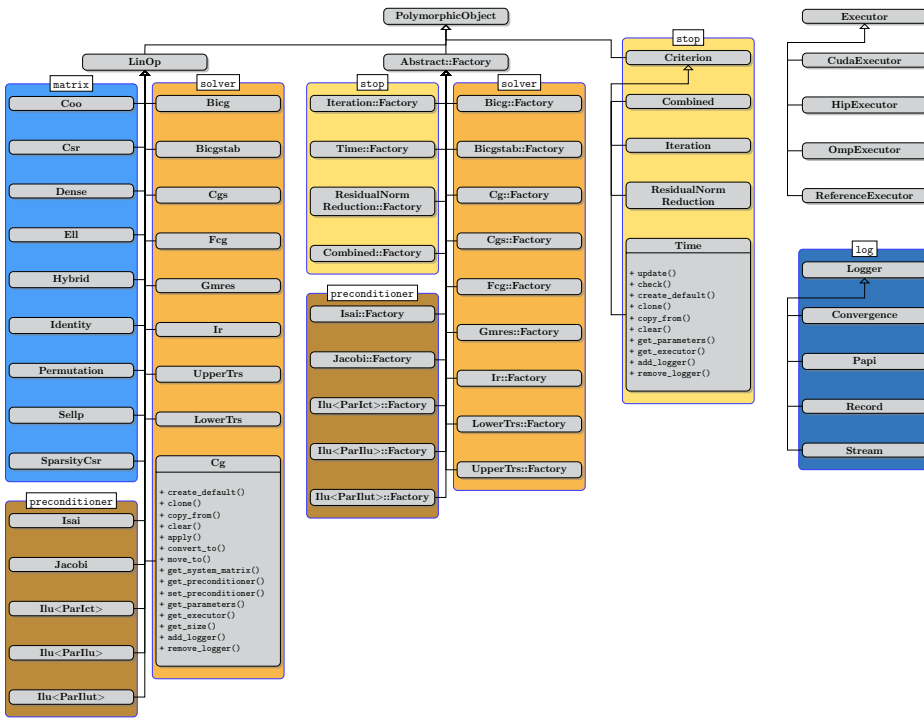 PolymorphicObject
LinOp
Abstract::Factory
matrix
Coo
Csr
Dense
Ell
Hybrid
Identity
Permutation
Sellp
SparsityCsr
preconditioner
Isai
Jacobi
Ilu<ParIct>
Ilu<ParIlu>
Ilu<ParIlut>
solver
Bicg
Bicgstab
Cgs
Fcg
Gmres
Ir
UpperTrs
LowerTrs
Cg
+ create_default()
+ clone()
+ copy_from()
+ clear()
+ apply()
+ convert_to()
+ move_to()
+ get_system_matrix()
+ get_preconditioner()
+ set_preconditioner()
+ get_parameters()
+ get_executor()
+ get_size()
+ add_logger()
+ remove_logger()
stop
Iteration::Factory
Time::Factory
ResidualNorm
Reduction::Factory
Combined::Factory
preconditioner
Isai::Factory
Jacobi::Factory
Ilu<ParIct>::Factory
Ilu<ParIlu>::Factory
Ilu<ParIlut>::Factory
solver
Bicg::Factory
Bicgstab::Factory
Cg::Factory
Cgs::Factory
Fcg::Factory
Gmres::Factory
Ir::Factory
LowerTrs::Factory
UpperTrs::Factory
stop
Criterion
Combined
Iteration
ResidualNorm
Reduction
Time
+ update()
+ check()
+ create_default()
+ clone()
+ copy_from()
+ clear()
+ get_parameters()
+ get_executor()
+ add_logger()
+ remove_logger()
Executor
CudaExecutor
HipExecutor
OmpExecutor
ReferenceExecutor
log
Logger
Convergence
Papi
Record
Stream